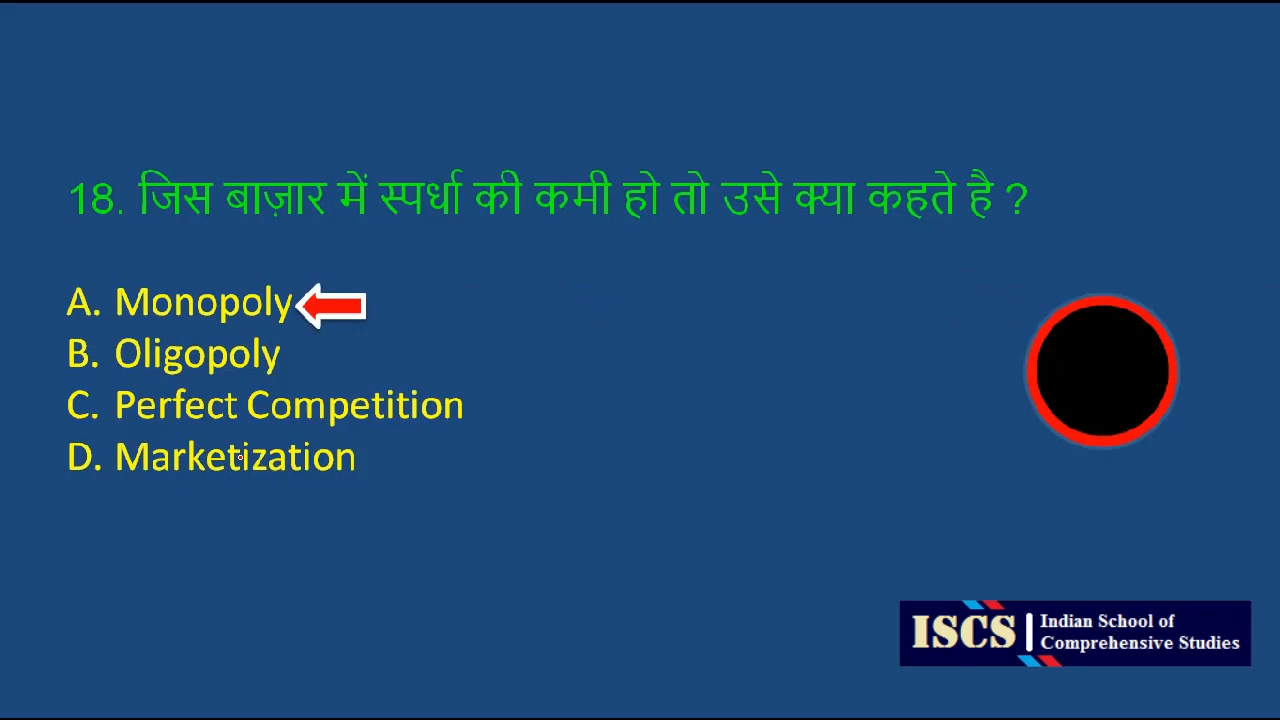 18. जिस बाज़ार में स्पर्धा की कमी हो तो उसे क्या कहते है ?
A. Monopoly
B. Oligopoly
C. Perfect Competition
D. Marketization
ISCS
Indian School of
Comprehensive Studies